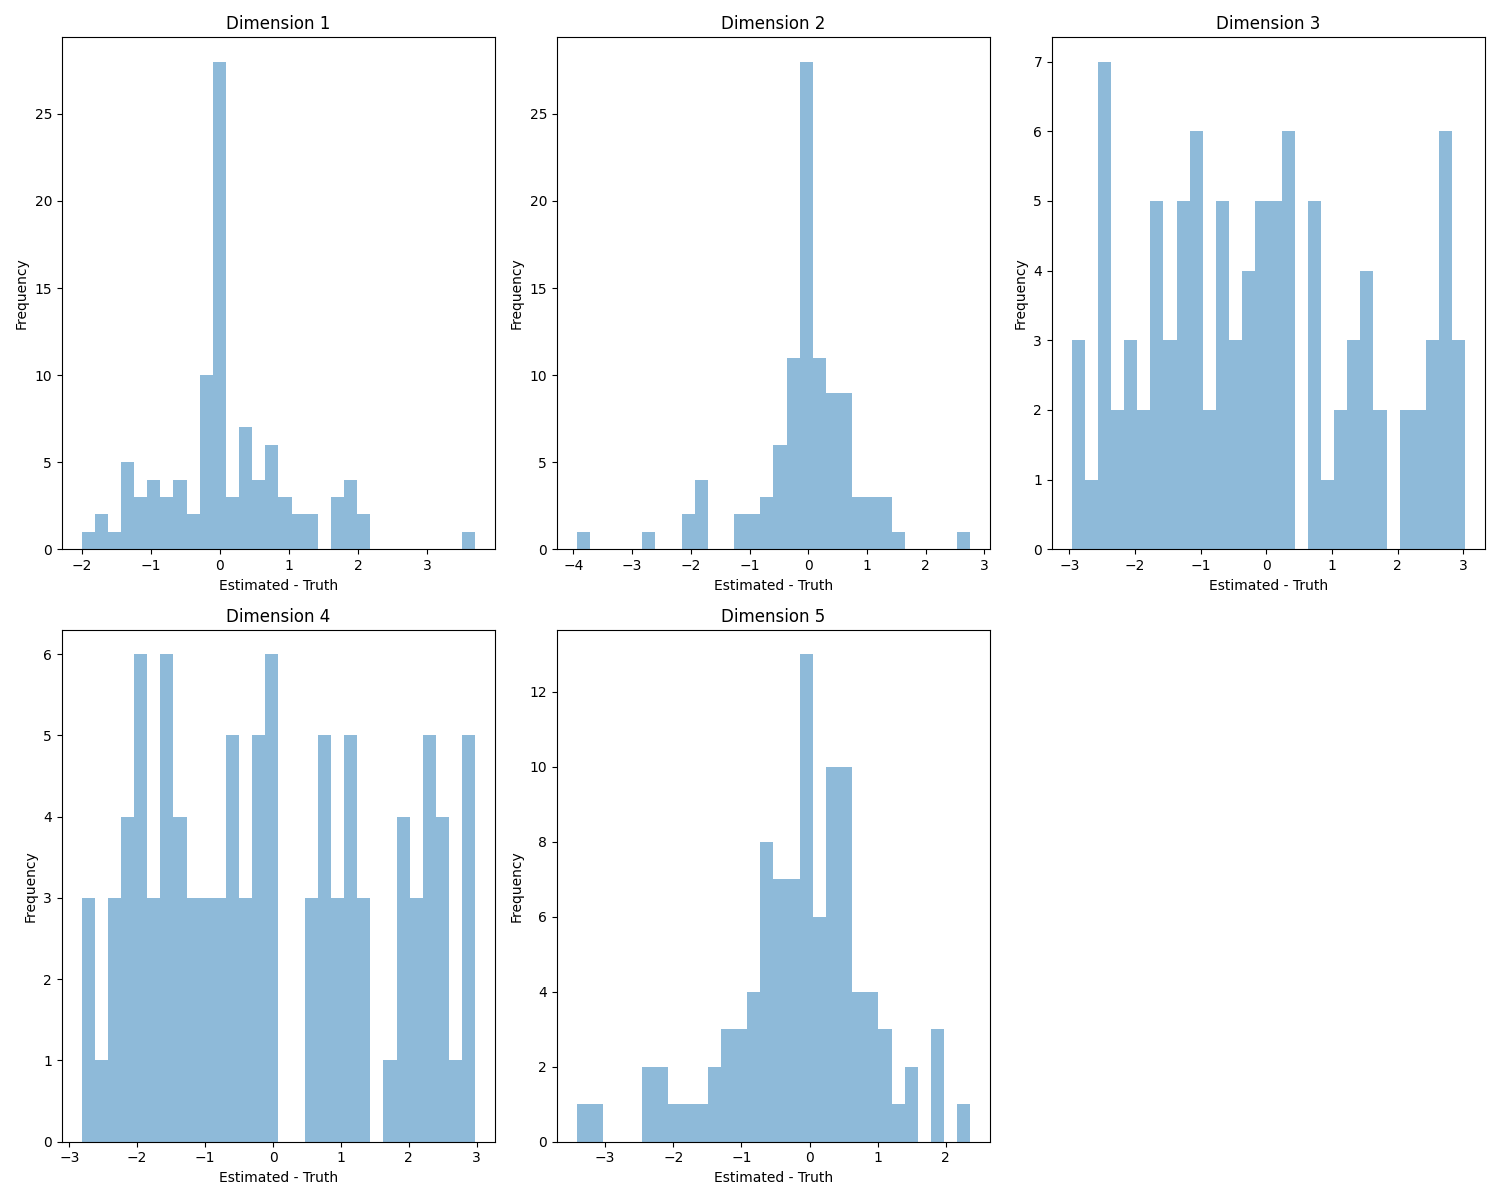 Dimension 1
Frequency
25
20
15
10
5
0
−2 −1 0 1 2 3
Estimated - Truth
Dimension 2
Frequency
25
20
15
10
5
0
−4 −3 −2 −1 0 1 2 3
Estimated - Truth
Dimension 3
Frequency
7
6
5
4
3
2
1
0
−3 −2 −1 0 1 2 3
Estimated - Truth
Dimension 4
Frequency
6
5
4
3
2
1
0
−3 −2 −1 0 1 2 3
Estimated - Truth
Dimension 5
Frequency
12
10
8
6
4
2
0
−3 −2 −1 0 1 2
Estimated - Truth